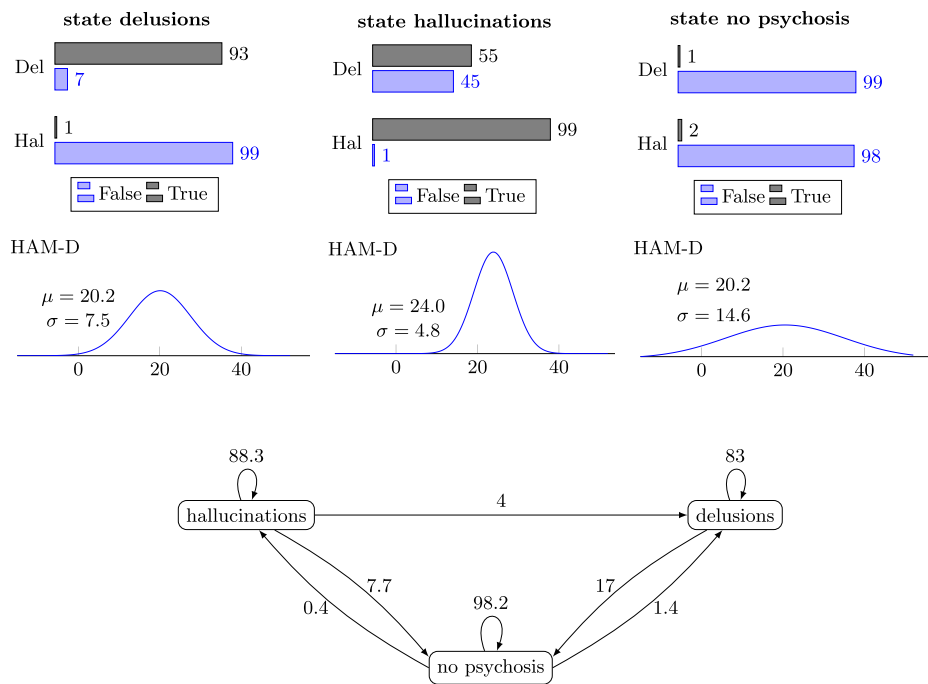 state delusions
Del
93
7
Hal
1
99
False True
HAM-D
μ = 20.2
σ = 7.5
0 20 40
state hallucinations
Del
55
45
Hal
99
1
False True
HAM-D
μ = 24.0
σ = 4.8
0 20 40
state no psychosis
Del
1
99
Hal
2
98
False True
HAM-D
μ = 20.2
σ = 14.6
0 20 40
88.3
83
hallucinations
4
delusions
7.7
17
0.4
98.2
1.4
no psychosis